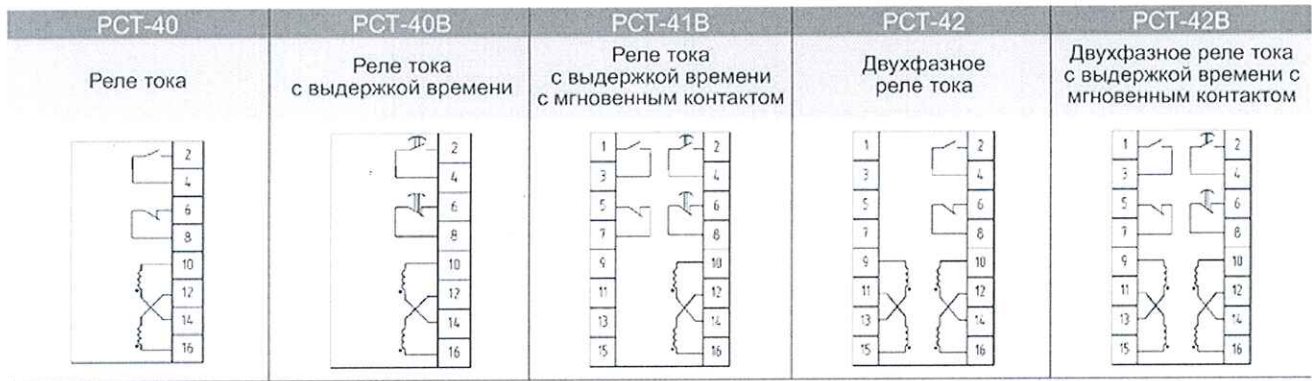 РСТ-40
РСТ-40В
РСТ-41В
РСТ-42
РСТ-42В
Реле тока
Реле тока
с выдержкой времени
Реле тока
с выдержкой времени
с мгновенным контактом
Двухфазное
реле тока
Двухфазное реле тока
с выдержкой времени с
мгновенным контактом
2
4
6
8
10
12
14
16
2
4
6
8
10
12
14
16
1 2
3 4
5 6
7 8
9 10
11 12
13 14
15 16
1 2
3 4
5 6
7 8
9 10
11 12
13 14
15 16
1 2
3 4
5 6
7 8
9 10
11 12
13 14
15 16